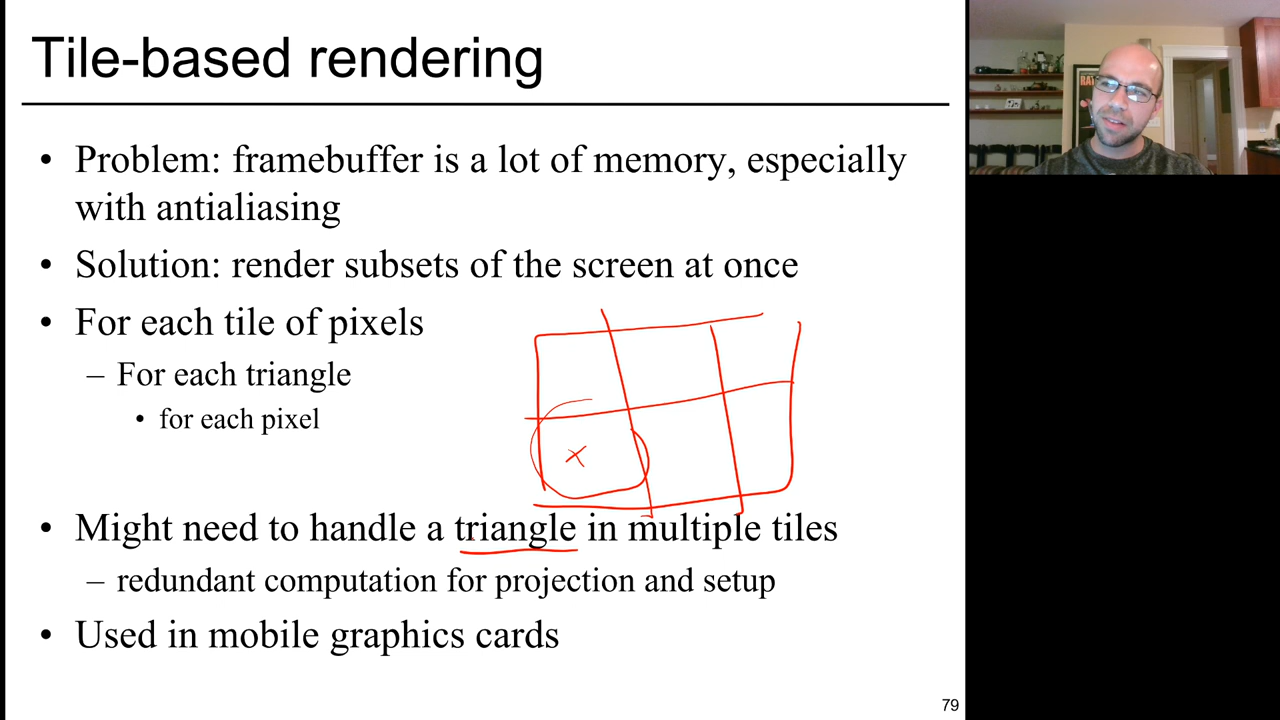 Tile-based rendering
• Problem: framebuffer is a lot of memory, especially
with antialiasing
• Solution: render subsets of the screen at once
• For each tile of pixels
– For each triangle
• for each pixel
x
• Might need to handle a triangle in multiple tiles
– redundant computation for projection and setup
• Used in mobile graphics cards
79
RAT